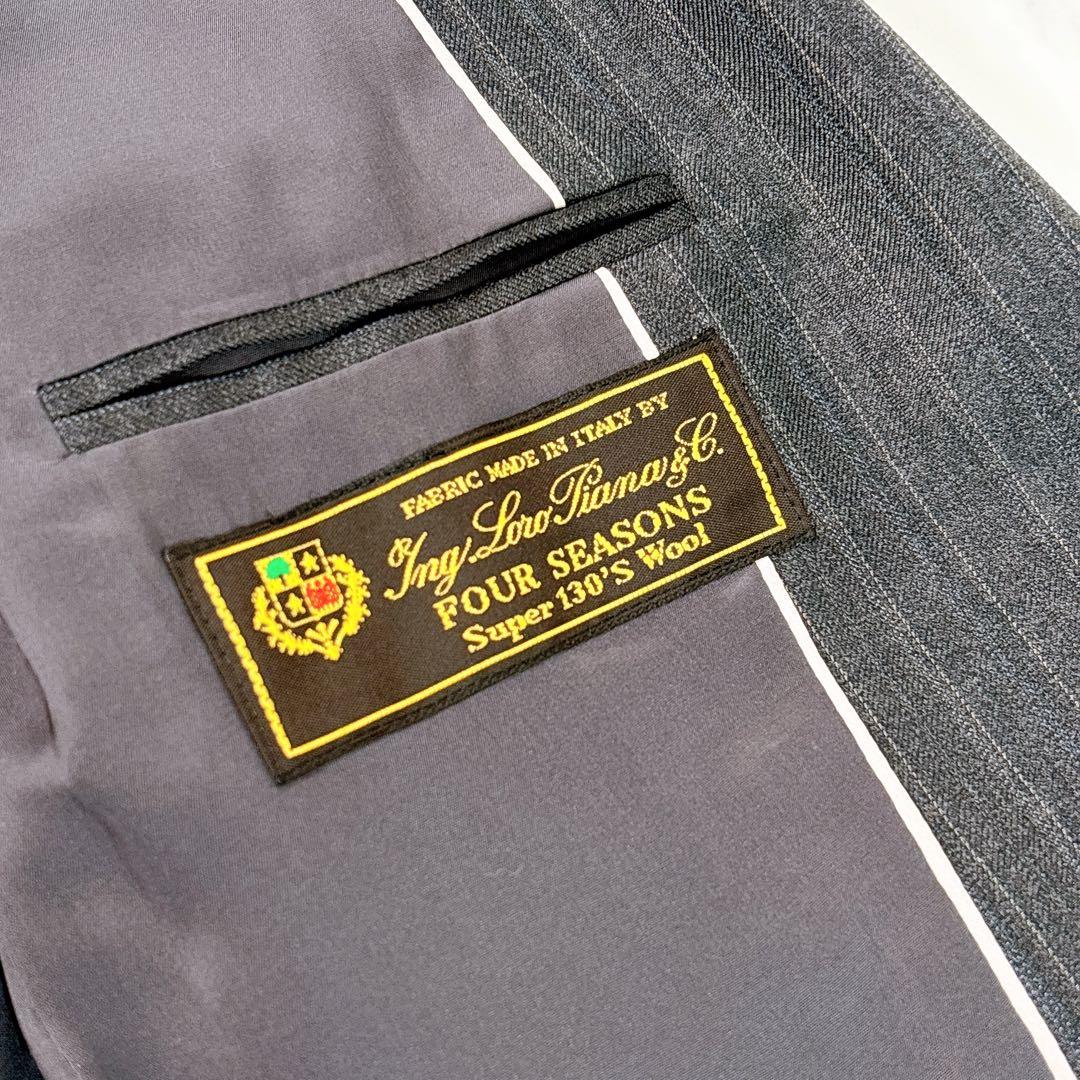 FABRIC MADE IN ITALY BY
Ing. Loro Piana & C.
FOUR SEASONS
Super 130'S Wool